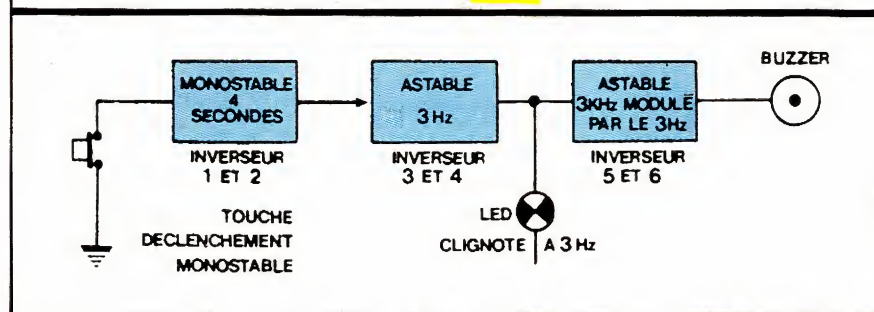 BUZZER
MONOSTABLE
4
SECONDES
ASTABLE
3 Hz
ASTABLE
3KHz MODULE
PAR LE 3Hz
INVERSEUR
1 ET 2
INVERSEUR
3 ET 4
INVERSEUR
5 ET 6
TOUCHE
DECLENCHEMENT
MONOSTABLE
LED
CLIGNOTE A 3 Hz